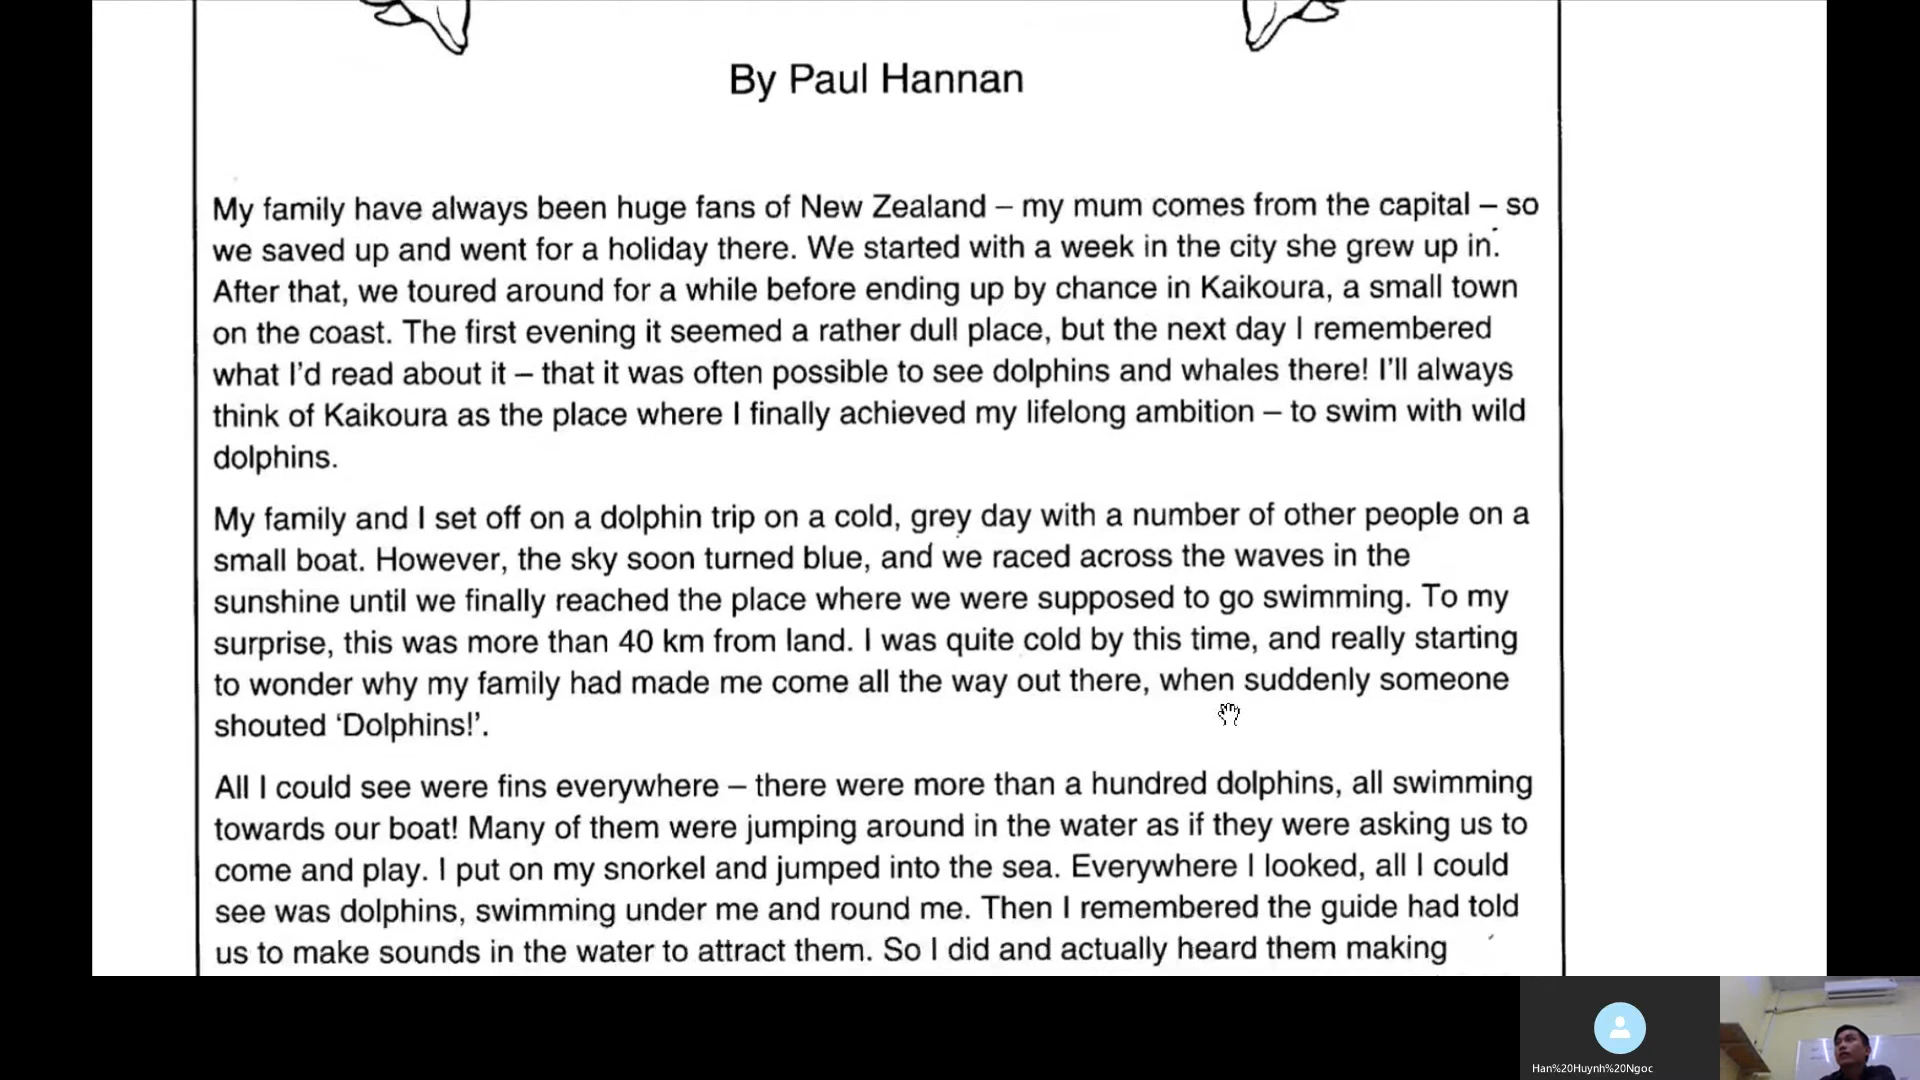 By Paul Hannan
My family have always been huge fans of New Zealand – my mum comes from the capital – so
we saved up and went for a holiday there. We started with a week in the city she grew up in.
After that, we toured around for a while before ending up by chance in Kaikoura, a small town
on the coast. The first evening it seemed a rather dull place, but the next day I remembered
what I'd read about it – that it was often possible to see dolphins and whales there! I'll always
think of Kaikoura as the place where I finally achieved my lifelong ambition – to swim with wild
dolphins.
My family and I set off on a dolphin trip on a cold, grey day with a number of other people on a
small boat. However, the sky soon turned blue, and we raced across the waves in the
sunshine until we finally reached the place where we were supposed to go swimming. To my
surprise, this was more than 40 km from land. I was quite cold by this time, and really starting
to wonder why my family had made me come all the way out there, when suddenly someone
shouted ‘Dolphins!’.
All I could see were fins everywhere – there were more than a hundred dolphins, all swimming
towards our boat! Many of them were jumping around in the water as if they were asking us to
come and play. I put on my snorkel and jumped into the sea. Everywhere I looked, all I could
see was dolphins, swimming under me and round me. Then I remembered the guide had told
us to make sounds in the water to attract them. So I did and actually heard them making
Han%20Huynh%20Ngoc